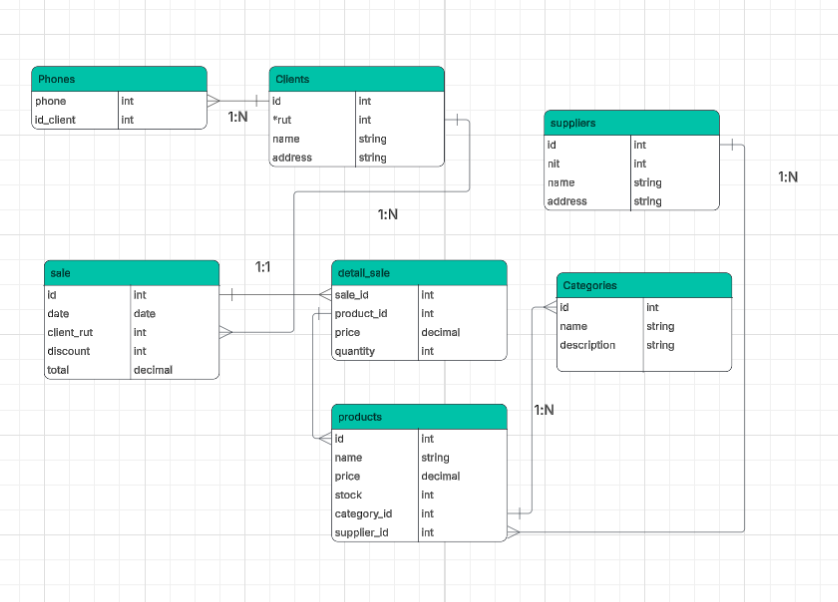 Phones
phone int
id_client int
1:N
Clients
id int
*rut int
name string
address string
suppliers
id int
nit int
name string
address string
1:N
1:N
sale
id int
date date
client_rut int
discount int
total decimal
1:1
detail_sale
sale_id int
product_id int
price decimal
quantity int
Categories
id int
name string
description string
1:N
products
id int
name string
price decimal
stock int
category_id int
supplier_id int